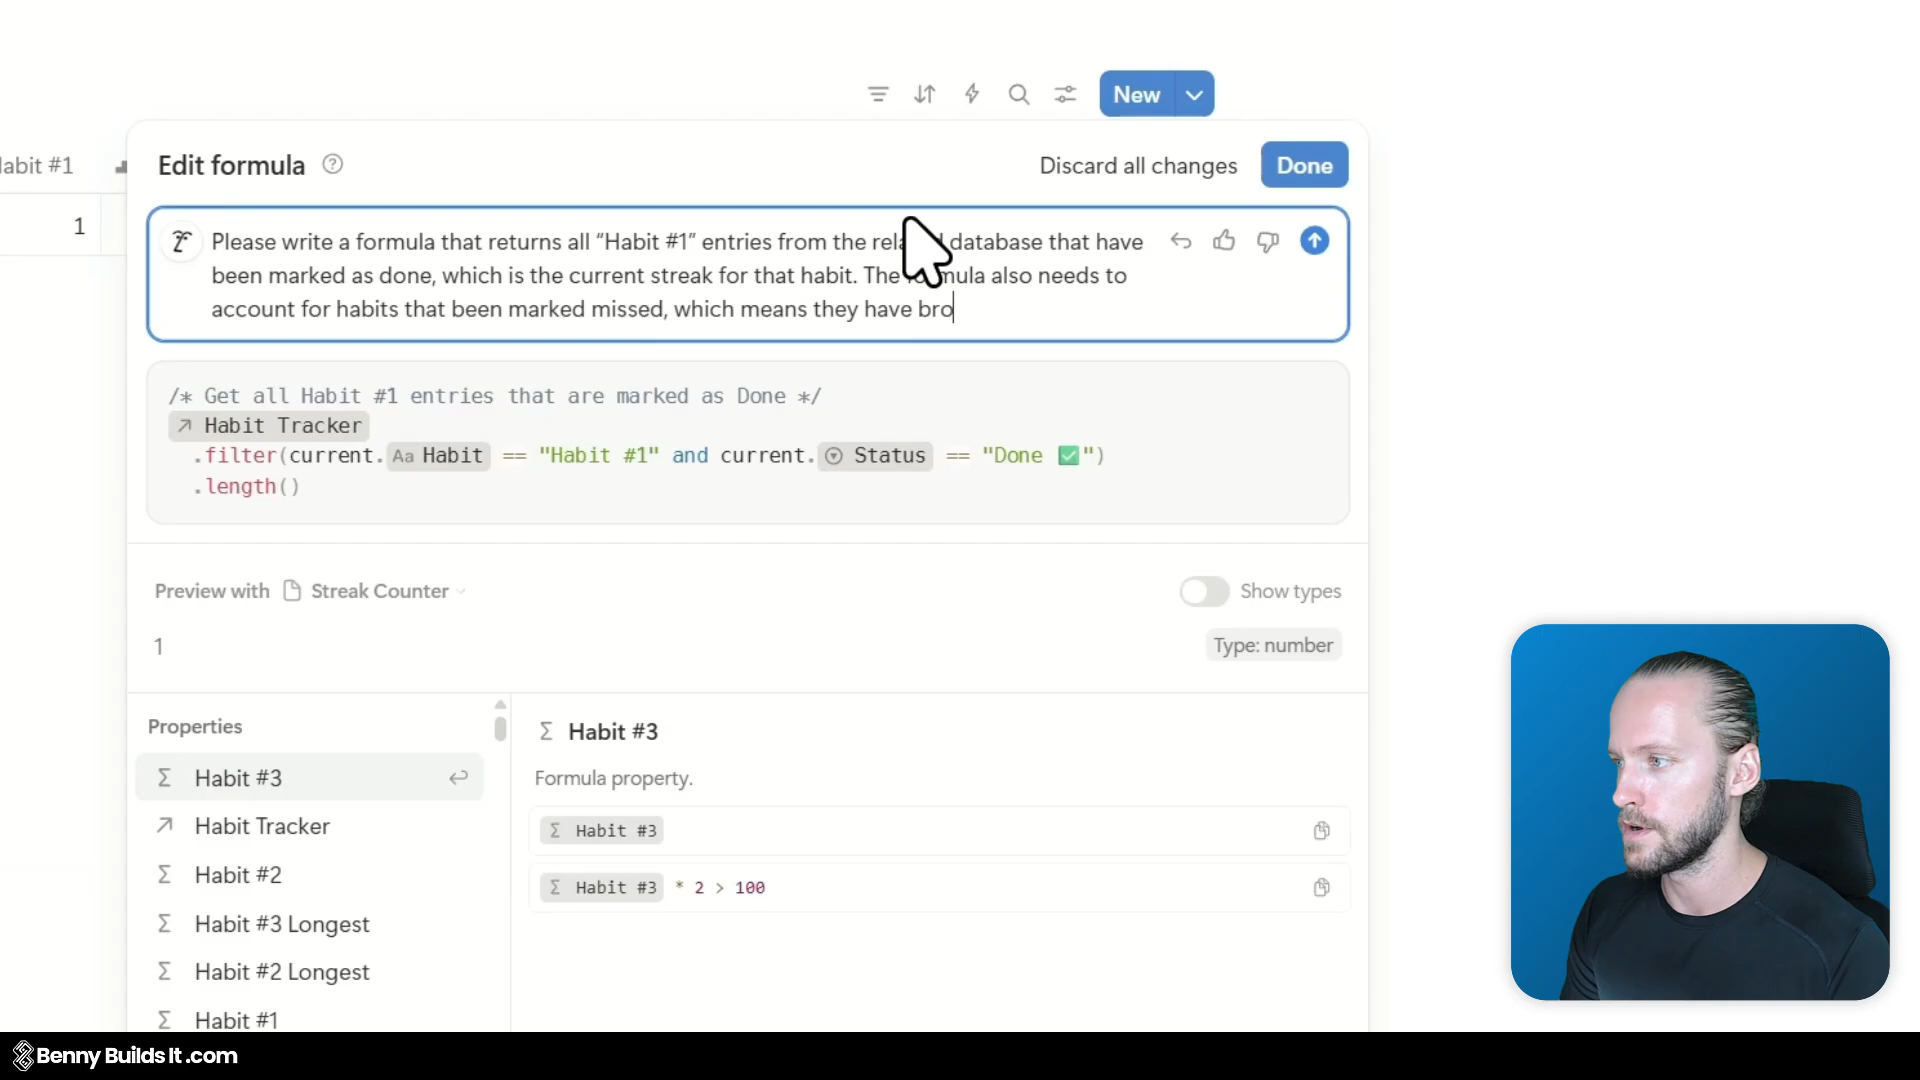 New
Habit #1
Edit formula
Discard all changes
Done
1
Please write a formula that returns all “Habit #1” entries from the database that have
been marked as done, which is the current streak for that habit. The formula also needs to
account for habits that been marked missed, which means they have bro
/* Get all Habit #1 entries that are marked as Done */
Habit Tracker
.filter(current. Aa Habit == "Habit #1" and current. Status == "Done ✅")
.length()
Preview with Streak Counter
Show types
1
Type: number
Properties
Σ Habit #3
Habit Tracker
Σ Habit #2
Σ Habit #3 Longest
Σ Habit #2 Longest
Σ Habit #1
Σ Habit #3
Formula property.
Σ Habit #3
Σ Habit #3 * 2 > 100
Benny Builds It .com